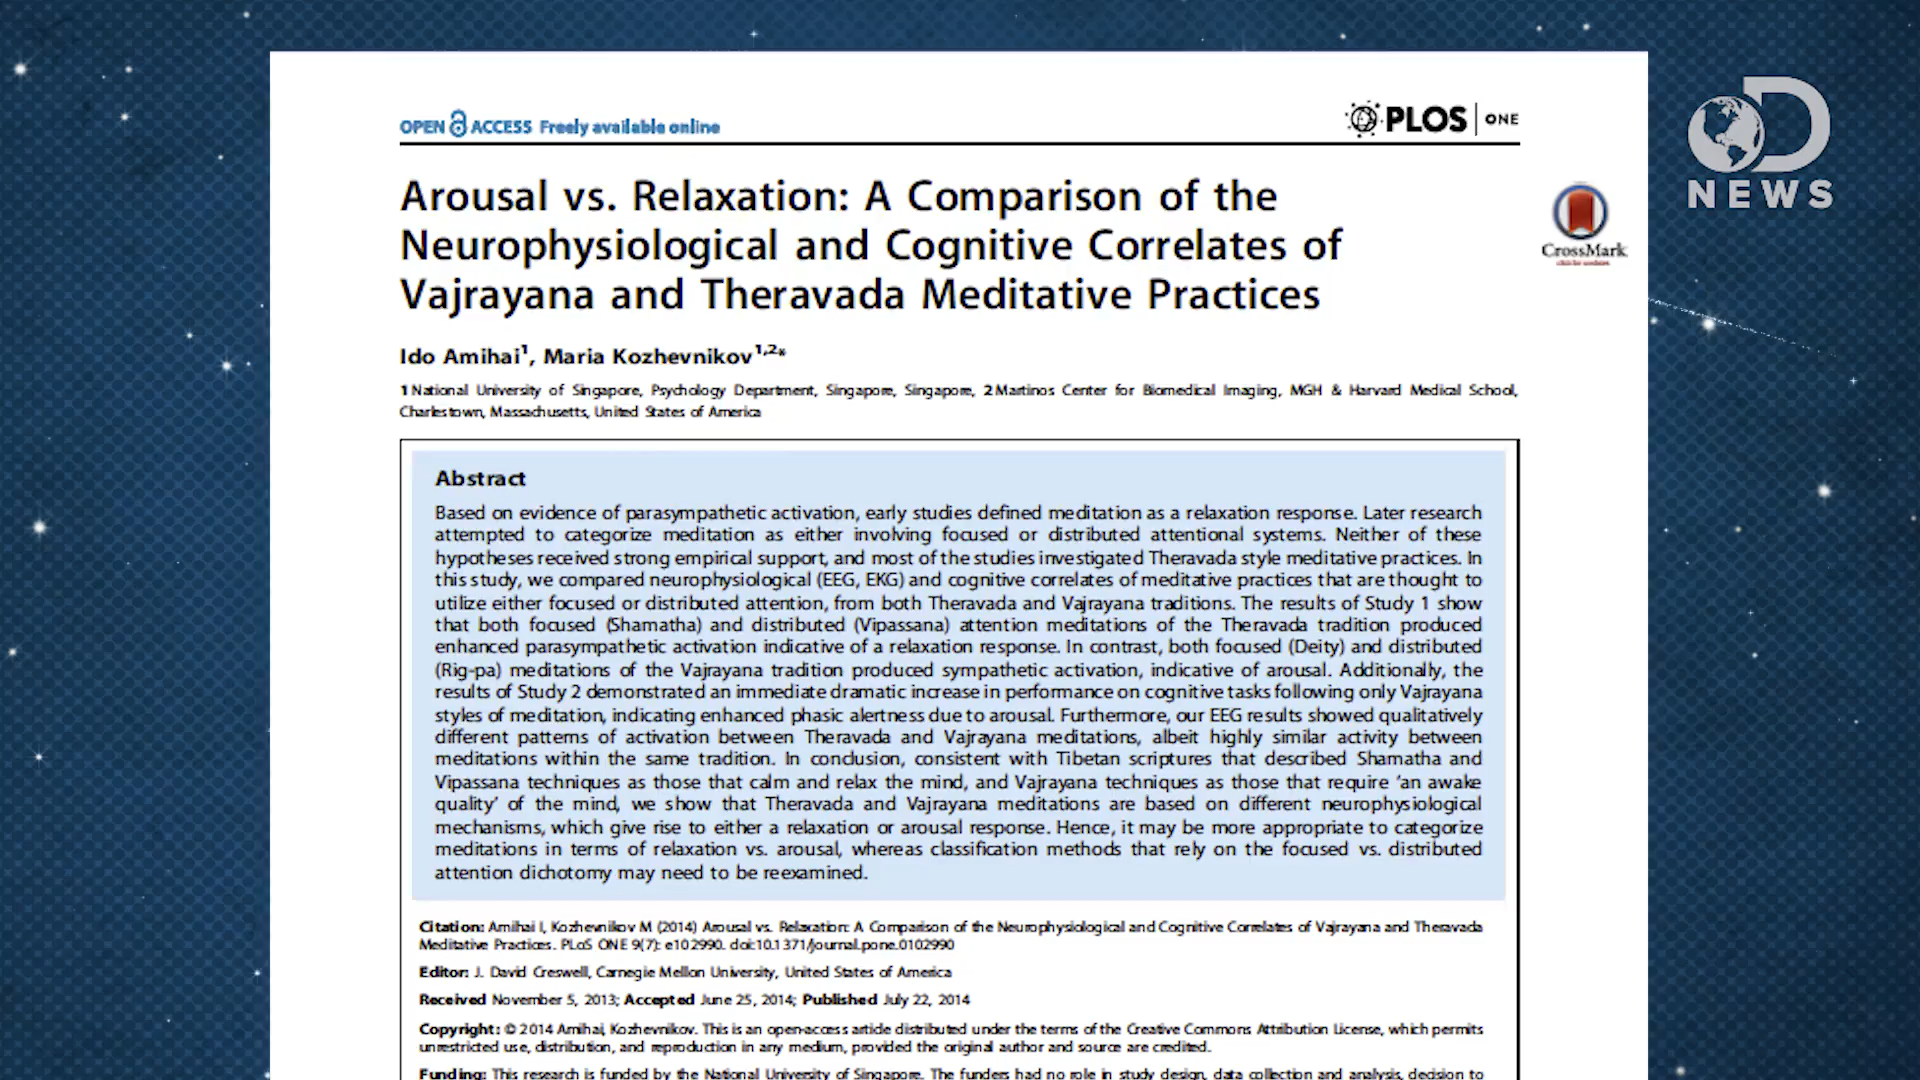 OPEN ACCESS Freely available online
PLOS ONE
D
NEWS
CrossMark
click for updates
Arousal vs. Relaxation: A Comparison of the
Neurophysiological and Cognitive Correlates of
Vajrayana and Theravada Meditative Practices
Ido Amihai1, Maria Kozhevnikov1,2*
1 National University of Singapore, Psychology Department, Singapore, Singapore, 2 Martinos Center for Biomedical Imaging, MGH & Harvard Medical School,
Charlestown, Massachusetts, United States of America
Abstract
Based on evidence of parasympathetic activation, early studies defined meditation as a relaxation response. Later research
attempted to categorize meditation as either involving focused or distributed attentional systems. Neither of these
hypotheses received strong empirical support, and most of the studies investigated Theravada style meditative practices. In
this study, we compared neurophysiological (EEG, EKG) and cognitive correlates of meditative practices that are thought to
utilize either focused or distributed attention, from both Theravada and Vajrayana traditions. The results of Study 1 show
that both focused (Shamatha) and distributed (Vipassana) attention meditations of the Theravada tradition produced
enhanced parasympathetic activation indicative of a relaxation response. In contrast, both focused (Deity) and distributed
(Rig-pa) meditations of the Vajrayana tradition produced sympathetic activation, indicative of arousal. Additionally, the
results of Study 2 demonstrated an immediate dramatic increase in performance on cognitive tasks following only Vajrayana
styles of meditation, indicating enhanced phasic alertness due to arousal. Furthermore, our EEG results showed qualitatively
different patterns of activation between Theravada and Vajrayana meditations, albeit highly similar activity between
meditations within the same tradition. In conclusion, consistent with Tibetan scriptures that described Shamatha and
Vipassana techniques as those that calm and relax the mind, and Vajrayana techniques as those that require 'an awake
quality' of the mind, we show that Theravada and Vajrayana meditations are based on different neurophysiological
mechanisms, which give rise to either a relaxation or arousal response. Hence, it may be more appropriate to categorize
meditations in terms of relaxation vs. arousal, whereas classification methods that rely on the focused vs. distributed
attention dichotomy may need to be reexamined.
Citation: Amihai I, Kozhevnikov M (2014) Arousal vs. Relaxation: A Comparison of the Neurophysiological and Cognitive Correlates of Vajrayana and Theravada
Meditative Practices. PLoS ONE 9(7): e102990. doi:10.1371/journal.pone.0102990
Editor: J. David Creswell, Carnegie Mellon University, United States of America
Received November 5, 2013; Accepted June 25, 2014; Published July 22, 2014
Copyright: © 2014 Amihai, Kozhevnikov. This is an open-access article distributed under the terms of the Creative Commons Attribution License, which permits
unrestricted use, distribution, and reproduction in any medium, provided the original author and source are credited.
Funding: This research is funded by the National University of Singapore. The funders had no role in study design, data collection and analysis, decision to